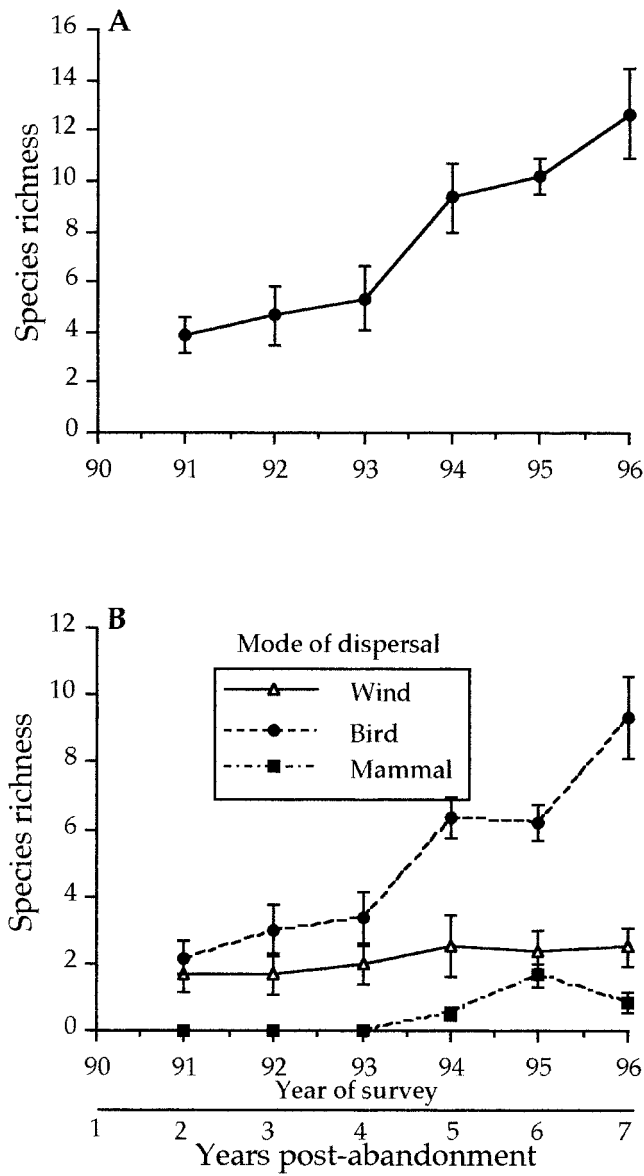 A
Species richness
16
14
12
10
8
6
4
2
0
90 91 92 93 94 95 96
B
Species richness
12
10
8
6
4
2
0
Mode of dispersal
Wind
Bird
Mammal
90 91 92 93 94 95 96
Year of survey
1 2 3 4 5 6 7
Years post-abandonment